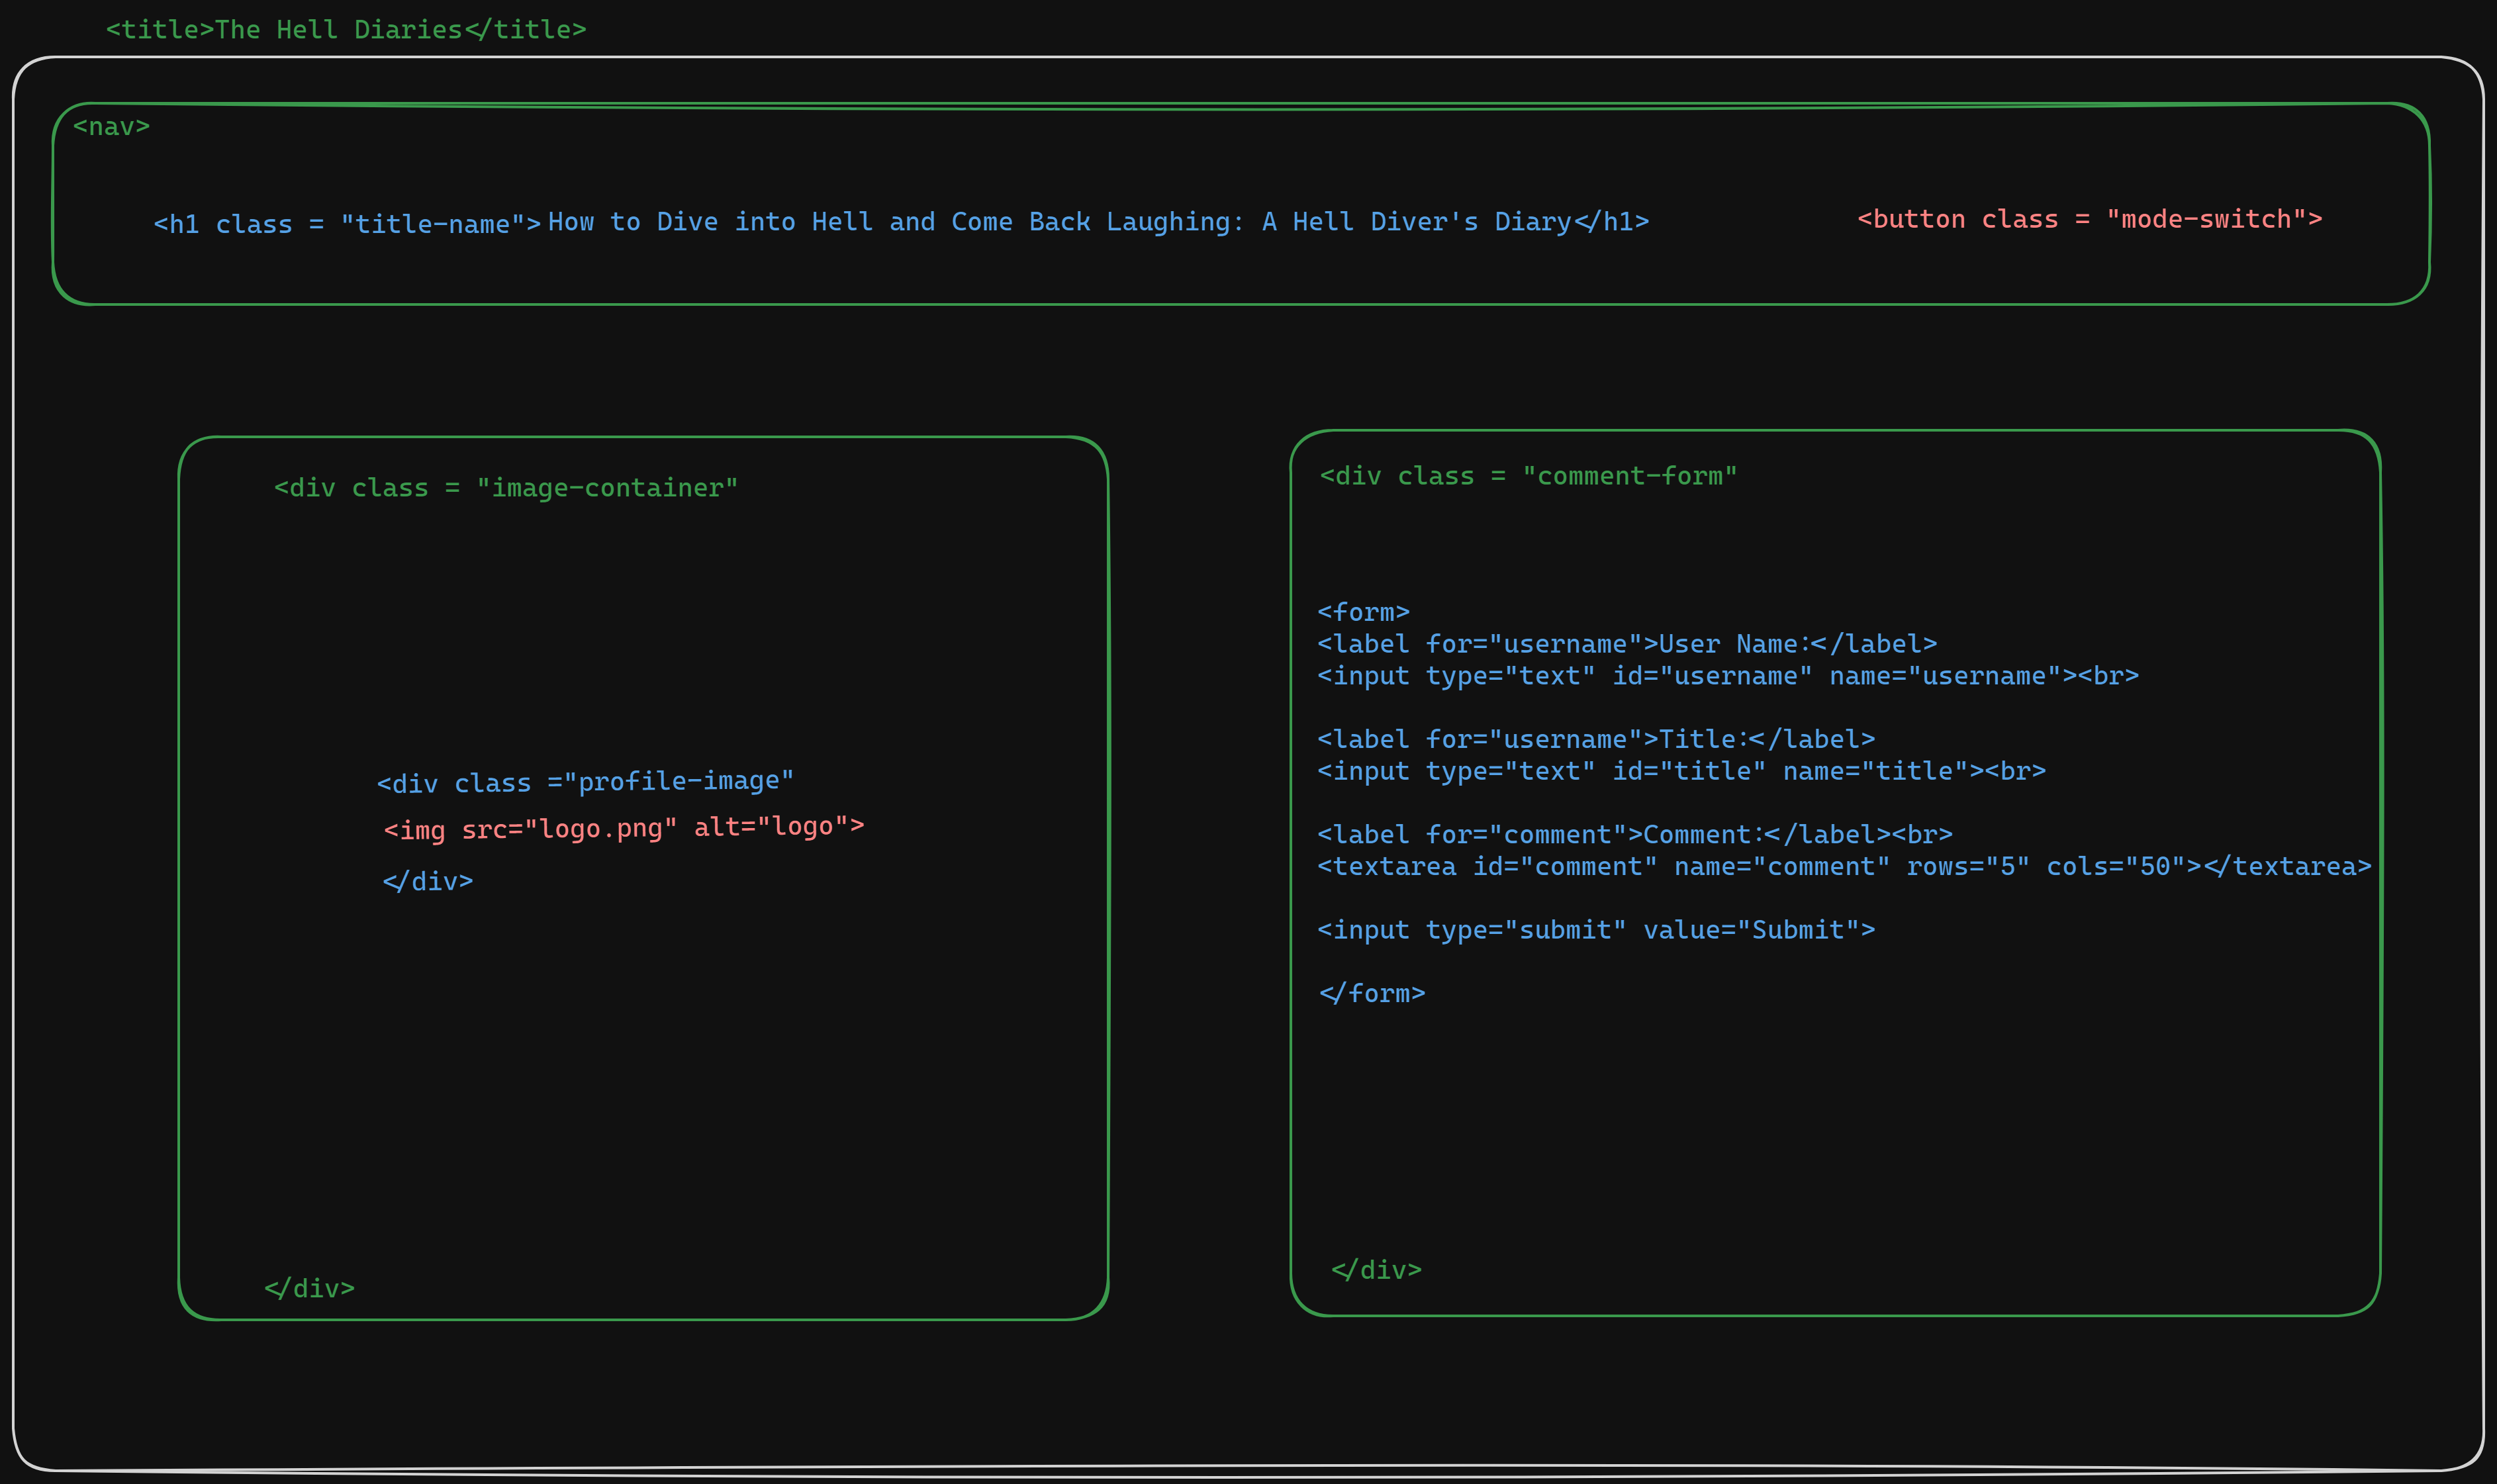 <title>The Hell Diaries</title>
<nav>
<h1 class = "title-name"> How to Dive into Hell and Come Back Laughing: A Hell Diver's Diary</h1>
<button class = "mode-switch">
<div class = "image-container"
<div class ="profile-image"
<img src="logo.png" alt="logo">
</div>
</div>
<div class = "comment-form"
<form>
<label for="username">User Name:</label>
<input type="text" id="username" name="username"><br>
<label for="username">Title:</label>
<input type="text" id="title" name="title"><br>
<label for="comment">Comment:</label><br>
<textarea id="comment" name="comment" rows="5" cols="50"></textarea>
<input type="submit" value="Submit">
</form>
</div>